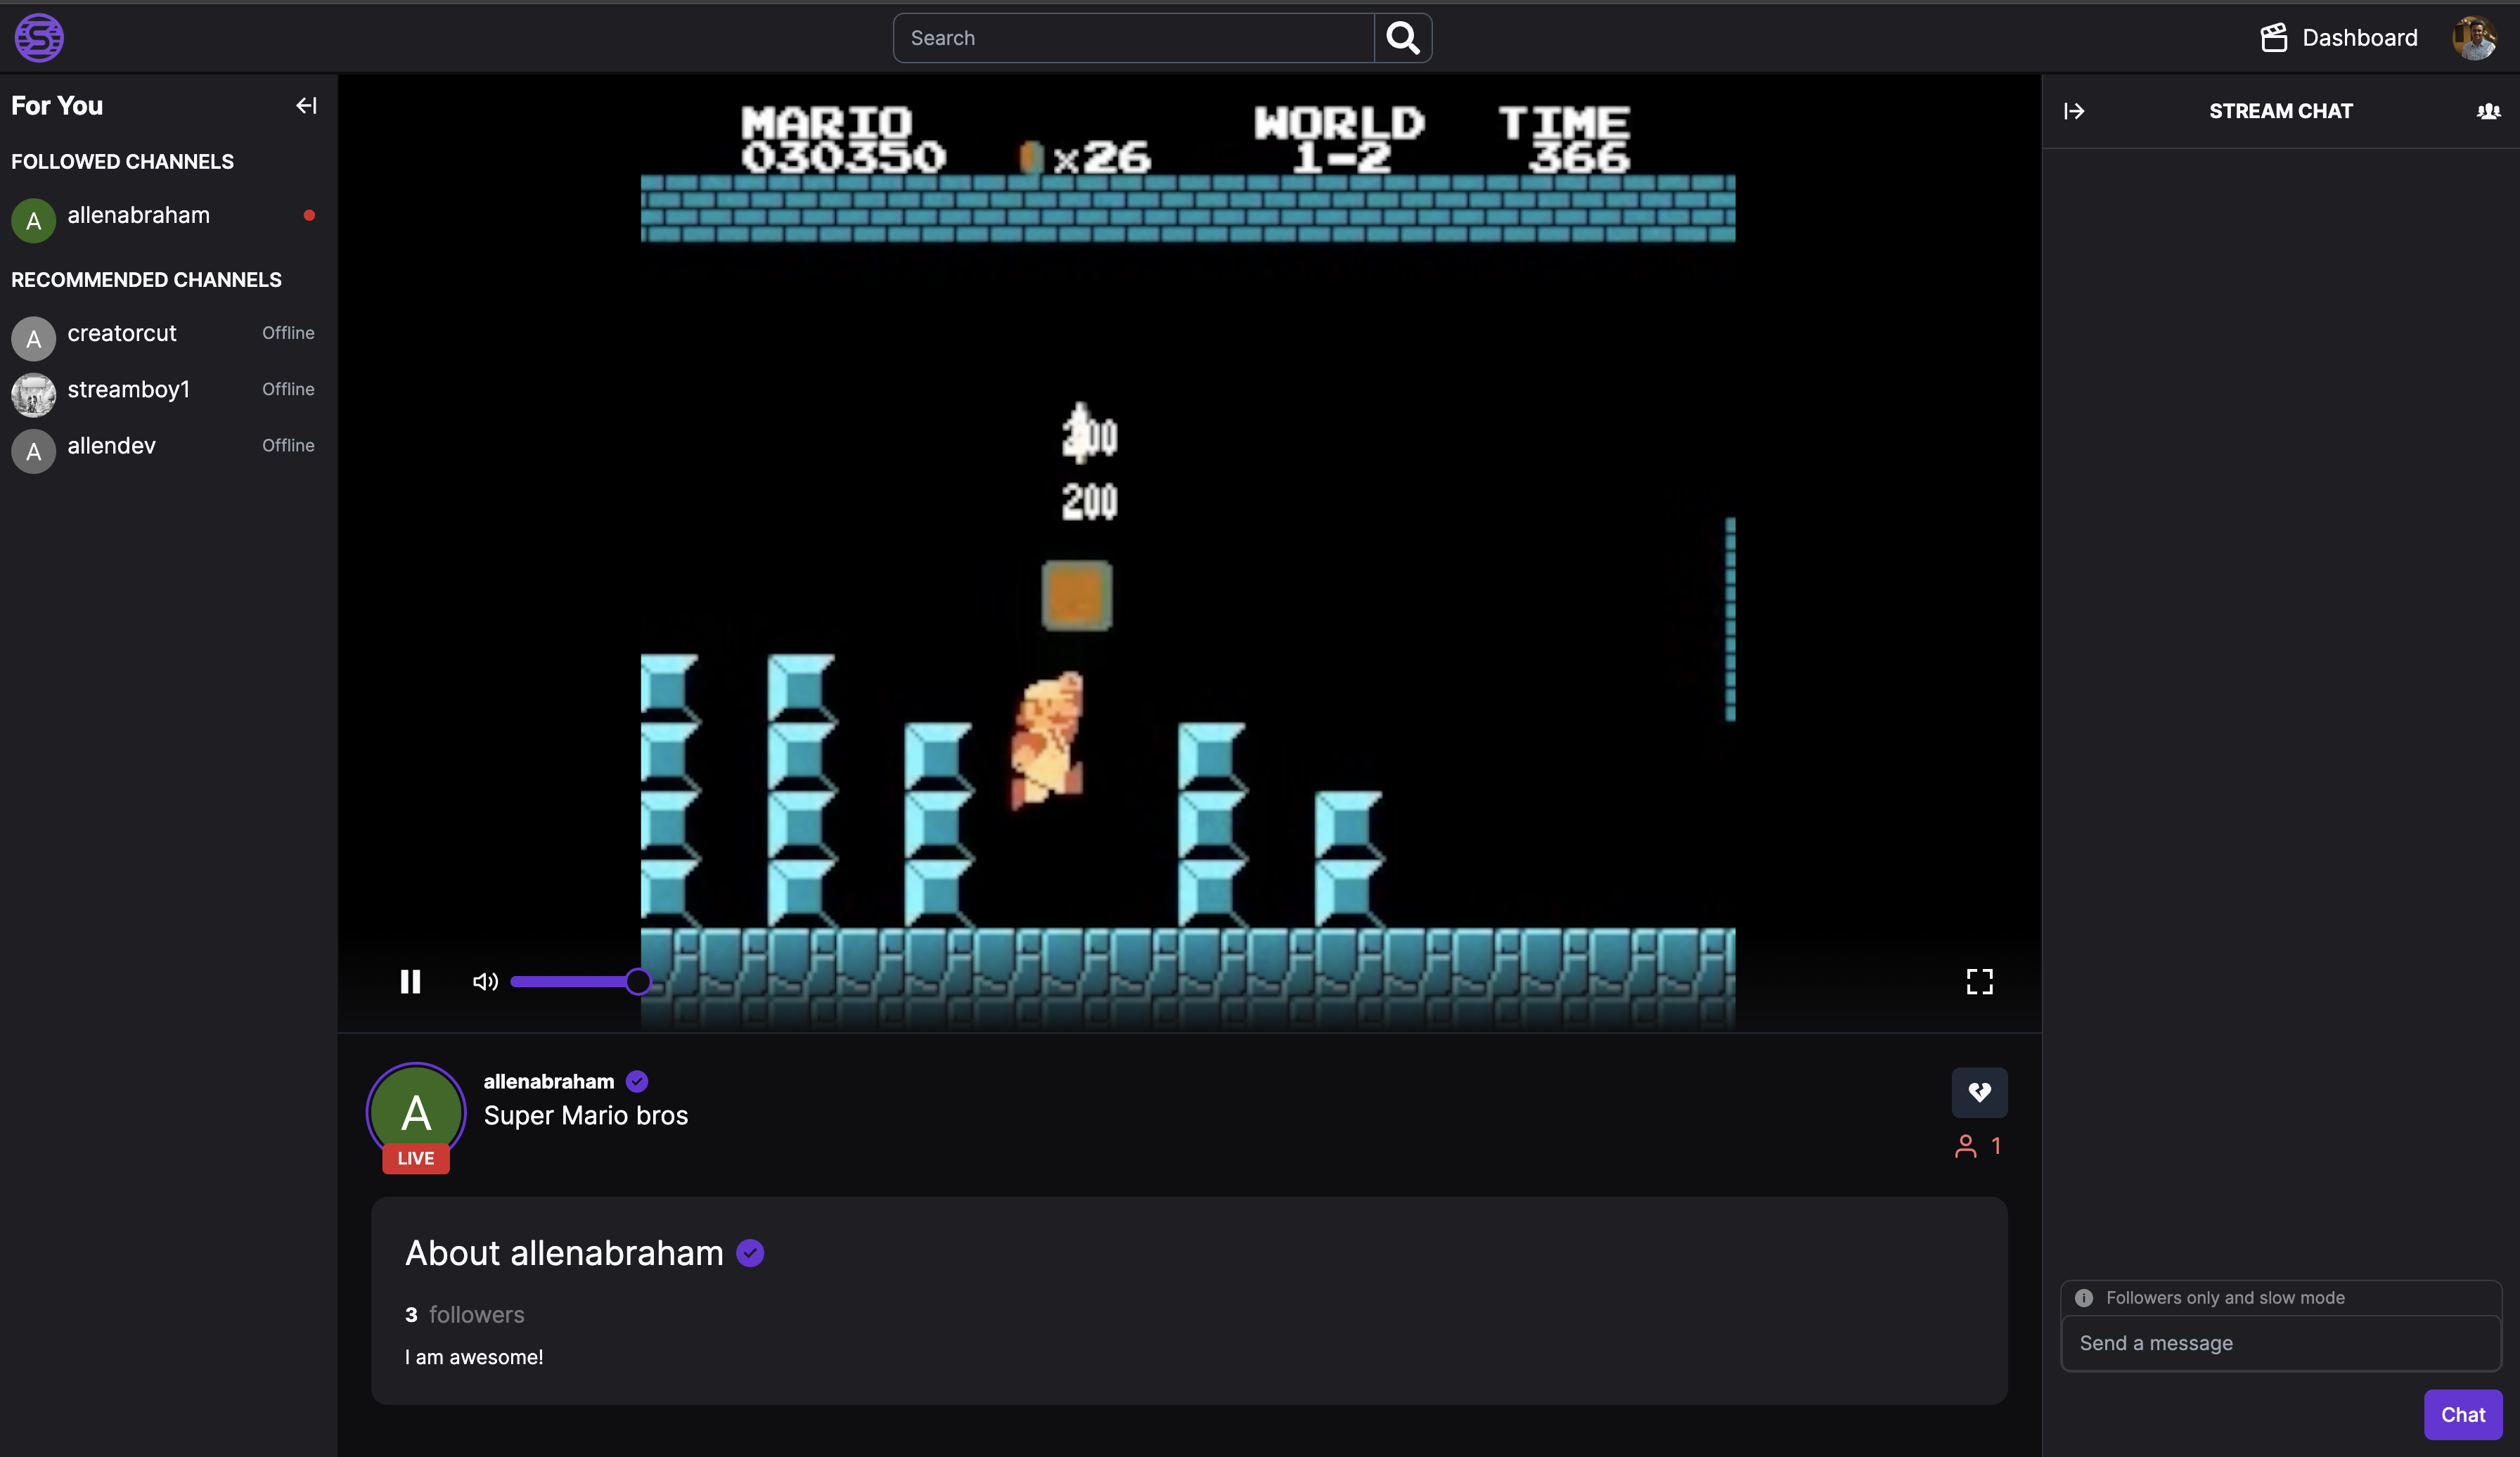 Search
Dashboard
For You
FOLLOWED CHANNELS
A allenabraham
RECOMMENDED CHANNELS
A creatorcut Offline
streamboy1 Offline
A allendev Offline
MARIO WORLD TIME
030350 x26 1-2 366
200
STREAM CHAT
A
LIVE
allenabraham
Super Mario bros
1
About allenabraham
3 followers
I am awesome!
Followers only and slow mode
Send a message
Chat